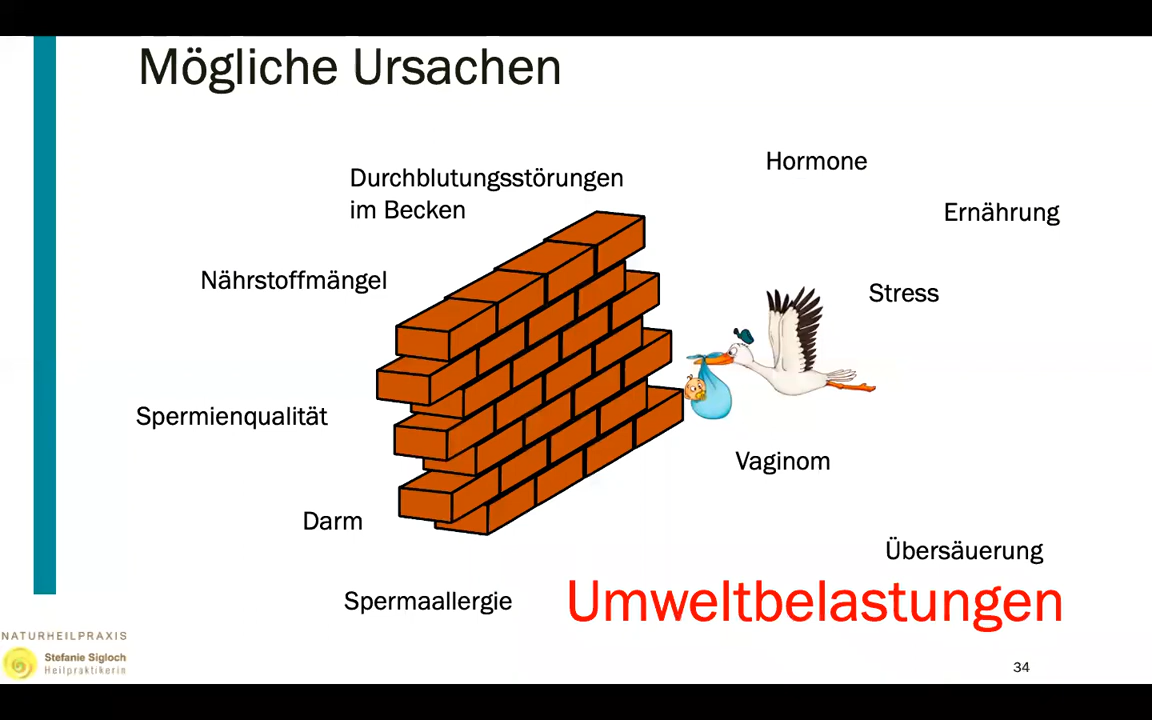 Mögliche Ursachen
Hormone
Durchblutungsstörungen
im Becken
Ernährung
Nährstoffmängel
Stress
Spermienqualität
Vaginom
Darm
Übersäuerung
Spermaallergie
Umweltbelastungen
NATURHEILPRAXIS
Stefanie Sigloch
Heilpraktikerin
34